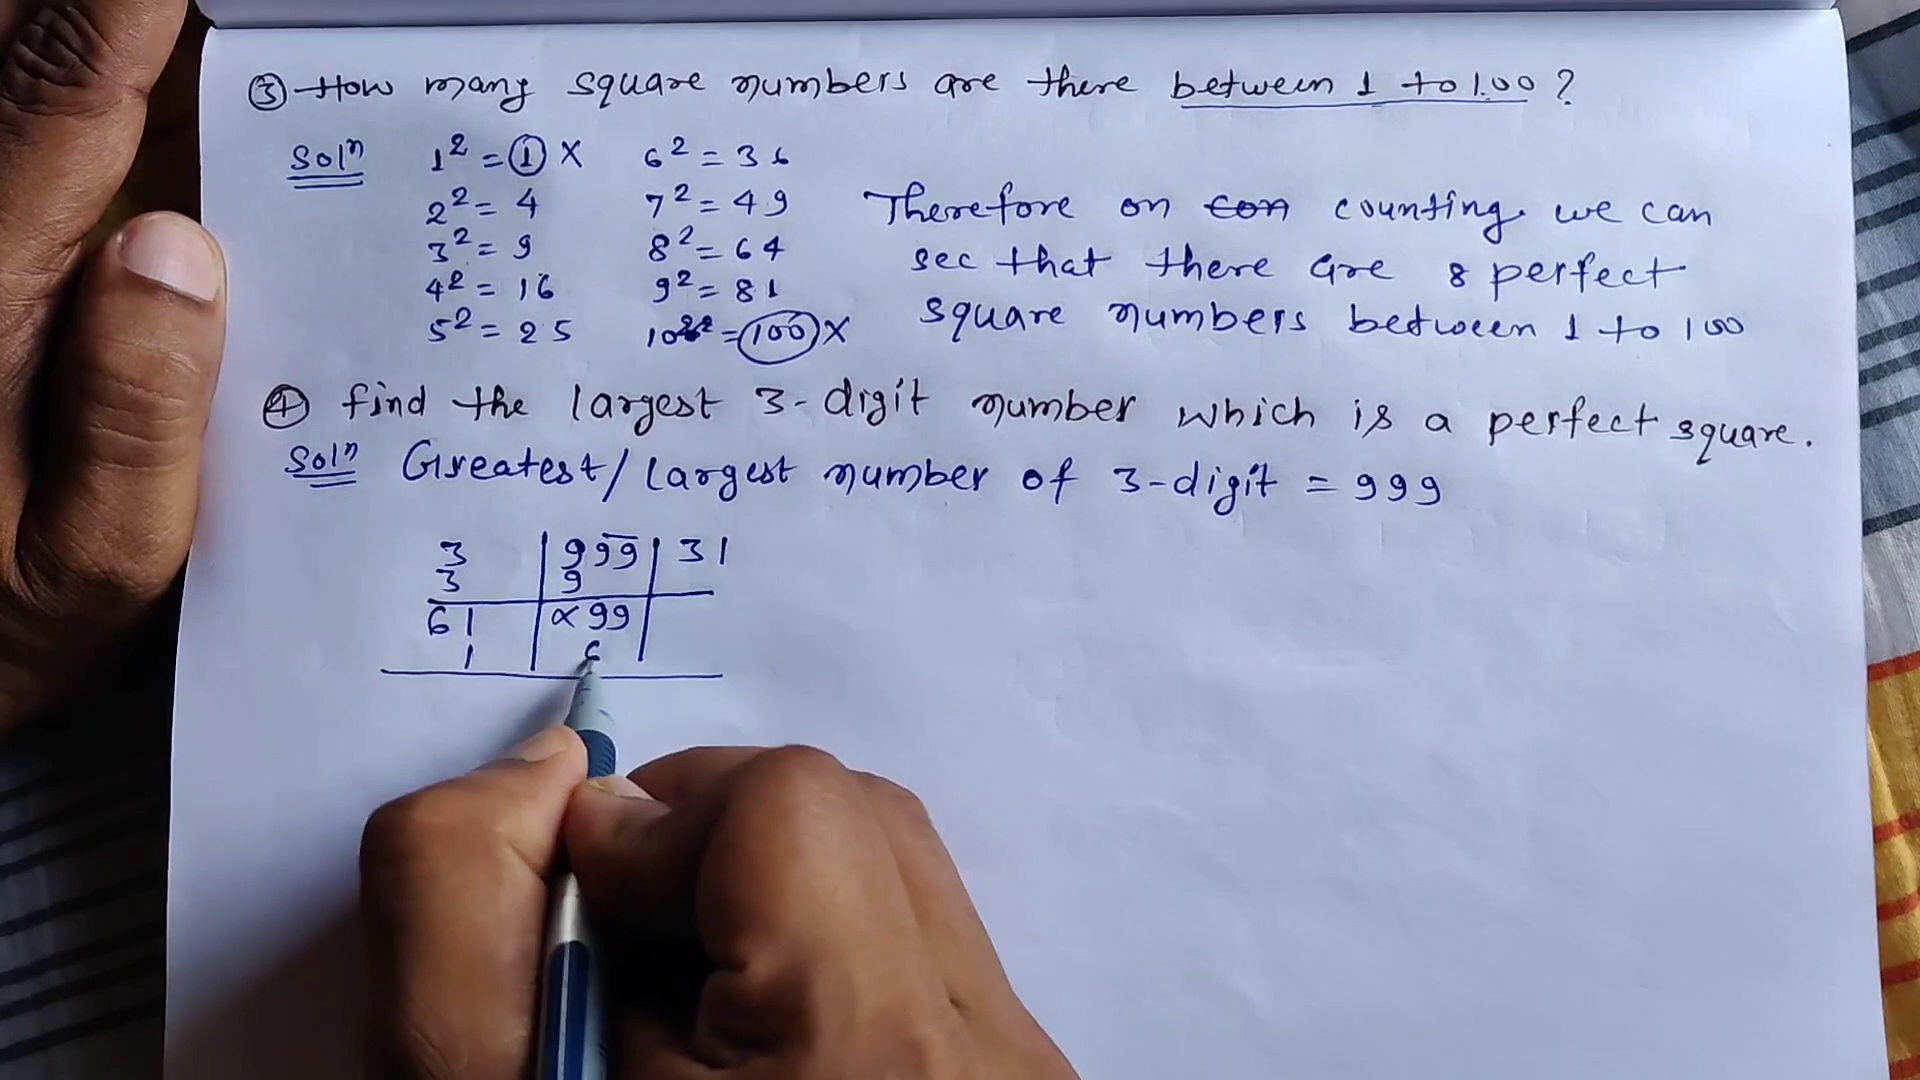 ③ How many square numbers are there between 1 to 100?
Solⁿ 1² = 1 X 6² = 36
2² = 4 7² = 49 Therefore on con counting we can
3² = 9 8² = 64 see that there are 8 perfect
4² = 16 9² = 81 square numbers between 1 to 100
5² = 25 10² = 100 X
④ find the largest 3-digit number which is a perfect square.
Solⁿ Greatest/largest number of 3-digit = 999
3 | 999 | 31
3 9
61 | x 99
1 6